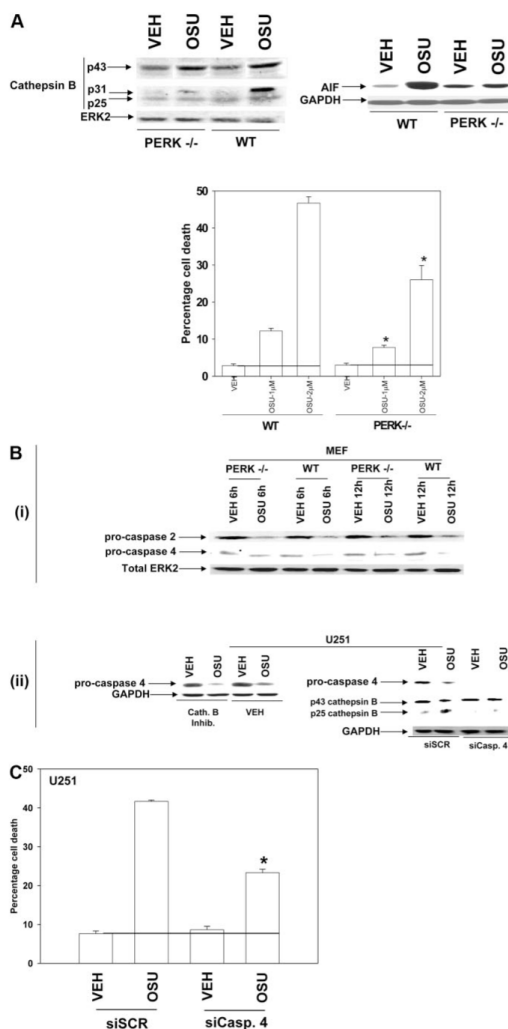 A
VEH OSU VEH OSU
Cathepsin B
p43
p31
p25
ERK2
PERK -/- WT
VEH OSU VEH OSU
AIF
GAPDH
WT PERK -/-
Percentage cell death
50
40
30
20
10
0
VEH OSU-1µM OSU-2µM VEH OSU-1µM OSU-2µM
* *
WT PERK-/-
B
(i)
MEF
PERK -/- WT PERK -/- WT
VEH 6h OSU 6h VEH 6h OSU 6h VEH 12h OSU 12h VEH 12h OSU 12h
pro-caspase 2
pro-caspase 4
Total ERK2
(ii)
U251
VEH OSU VEH OSU
pro-caspase 4
GAPDH
Cath. B VEH
Inhib.
VEH OSU VEH OSU
pro-caspase 4
p43 cathepsin B
p25 cathepsin B
GAPDH
siSCR siCasp. 4
C
U251
Percentage cell death
50
40
30
20
10
0
*
VEH OSU VEH OSU
siSCR siCasp. 4